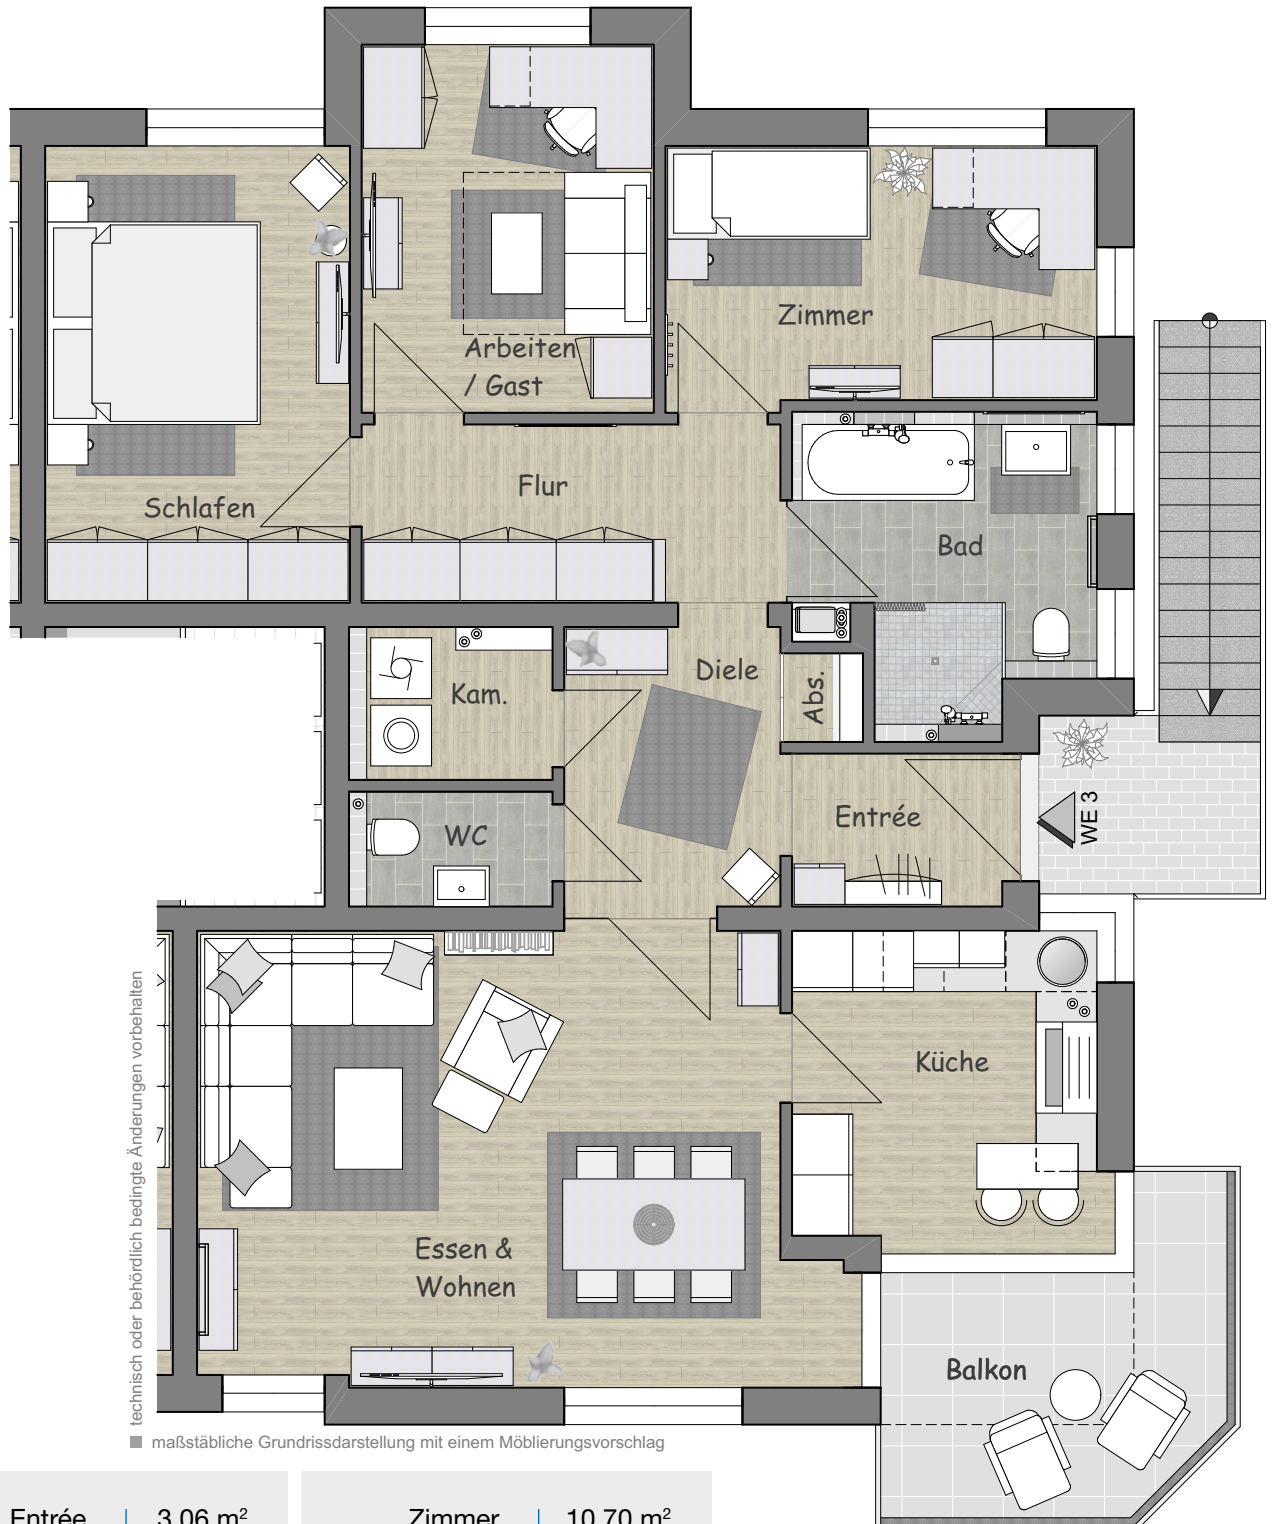 Arbeiten
/ Gast
Zimmer
Schlafen
Flur
Bad
Kam.
Diele
Abs.
WC
Entrée
WE 3
Küche
Essen &
Wohnen
Balkon
technisch oder behördlich bedingte Änderungen vorbehalten
maßstäbliche Grundrissdarstellung mit einem Möblierungsvorschlag
Entrée 3,06 m²
Zimmer 10,70 m²